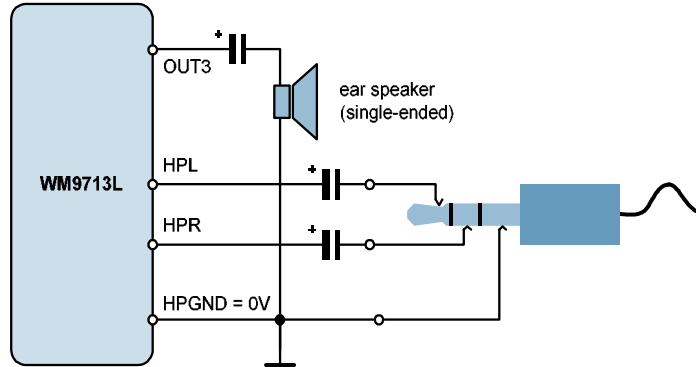 OUT3
ear speaker
(single-ended)
HPL
WM9713L
HPR
HPGND = 0V
+
+
+